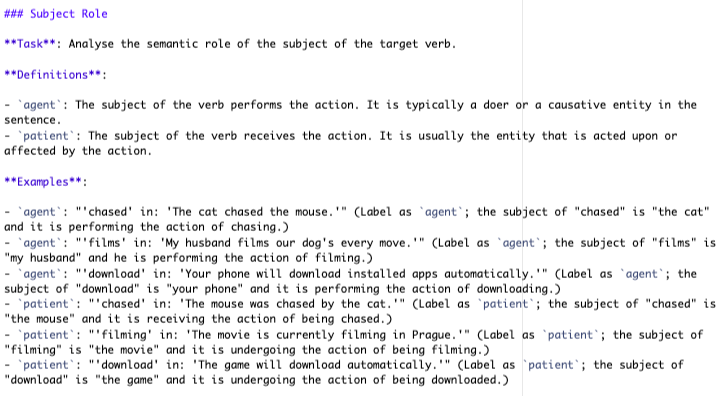 ### Subject Role
**Task**: Analyse the semantic role of the subject of the target verb.
**Definitions**:
- `agent`: The subject of the verb performs the action. It is typically a doer or a causative entity in the
sentence.
- `patient`: The subject of the verb receives the action. It is usually the entity that is acted upon or
affected by the action.
**Examples**:
- `agent`: "'chased' in: 'The cat chased the mouse.'" (Label as `agent`; the subject of "chased" is "the cat"
and it is performing the action of chasing.)
- `agent`: "'films' in: 'My husband films our dog's every move.'" (Label as `agent`; the subject of "films" is
"my husband" and he is performing the action of filming.)
- `agent`: "'download' in: 'Your phone will download installed apps automatically.'" (Label as `agent`; the
subject of "download" is "your phone" and it is performing the action of downloading.)
- `patient`: "'chased' in: 'The mouse was chased by the cat.'" (Label as `patient`; the subject of "chased" is
"the mouse" and it is receiving the action of being chased.)
- `patient`: "'filming' in: 'The movie is currently filming in Prague.'" (Label as `patient`; the subject of
"filming" is "the movie" and it is undergoing the action of being filming.)
- `patient`: "'download' in: 'The game will download automatically.'" (Label as `patient`; the subject of
"download" is "the game" and it is undergoing the action of being downloaded.)